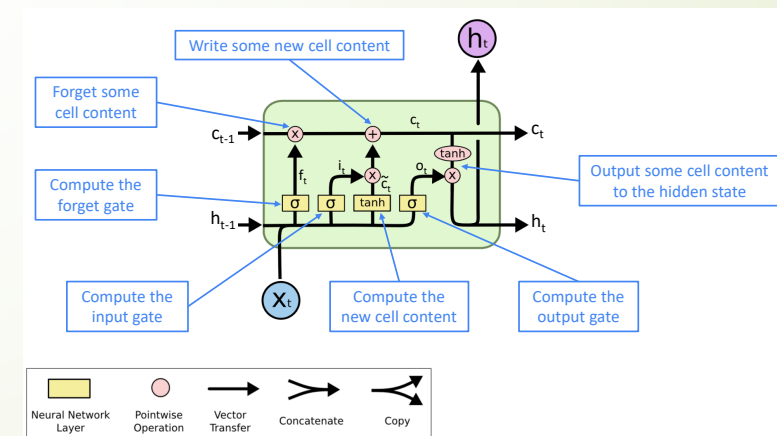 Write some new cell content
hₜ
Forget some
cell content
cₜ
cₜ₋₁
x
+
cₜ
tanh
iₜ
oₜ
x
x
c̃ₜ
fₜ
Output some cell content
to the hidden state
Compute the
forget gate
σ
σ
tanh
σ
hₜ₋₁
hₜ
Compute the
input gate
Xₜ
Compute the
new cell content
Compute the
output gate
Neural Network
Layer
Pointwise
Operation
Vector
Transfer
Concatenate
Copy